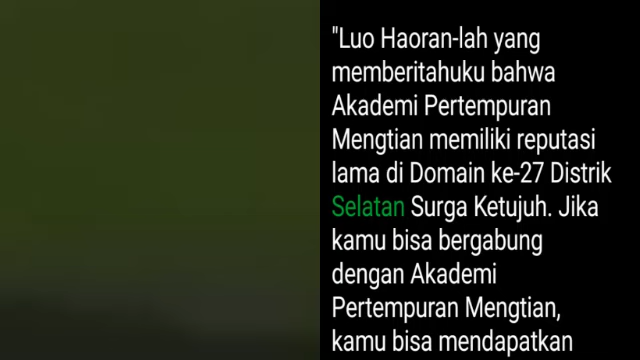 "Luo Haoran-lah yang
memberitahuku bahwa
Akademi Pertempuran
Mengtian memiliki reputasi
lama di Domain ke-27 Distrik
Selatan Surga Ketujuh. Jika
kamu bisa bergabung
dengan Akademi
Pertempuran Mengtian,
kamu bisa mendapatkan